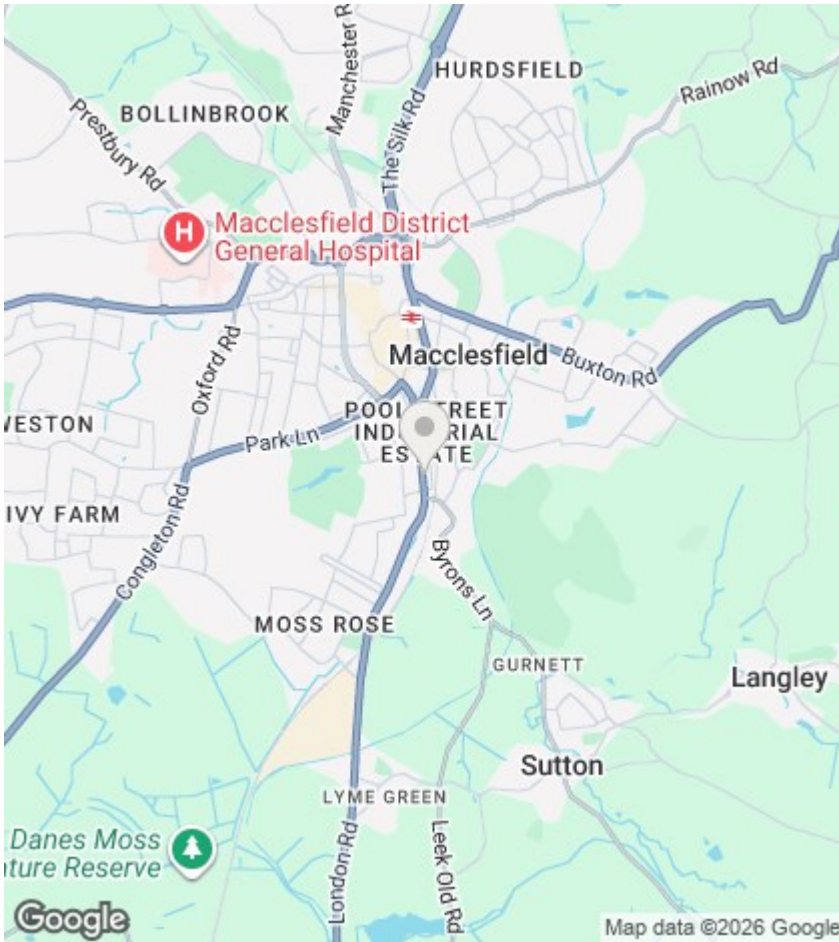 Manchester R
HURDSFIELD
Rainow Rd
BOLLINBROOK
Prestbury Rd
The Silk Rd
H
Macclesfield District
General Hospital
Macclesfield
Buxton Rd
Oxford Rd
WESTON
POOL STREET
INDUSTRIAL
ESTATE
Park Ln
IVY FARM
Congleton Rd
Byrons Ln
MOSS ROSE
GURNETT
Langley
Sutton
LYME GREEN
Danes Moss
ature Reserve
London Rd
Leek Old Rd
Google
Map data ©2026 Google